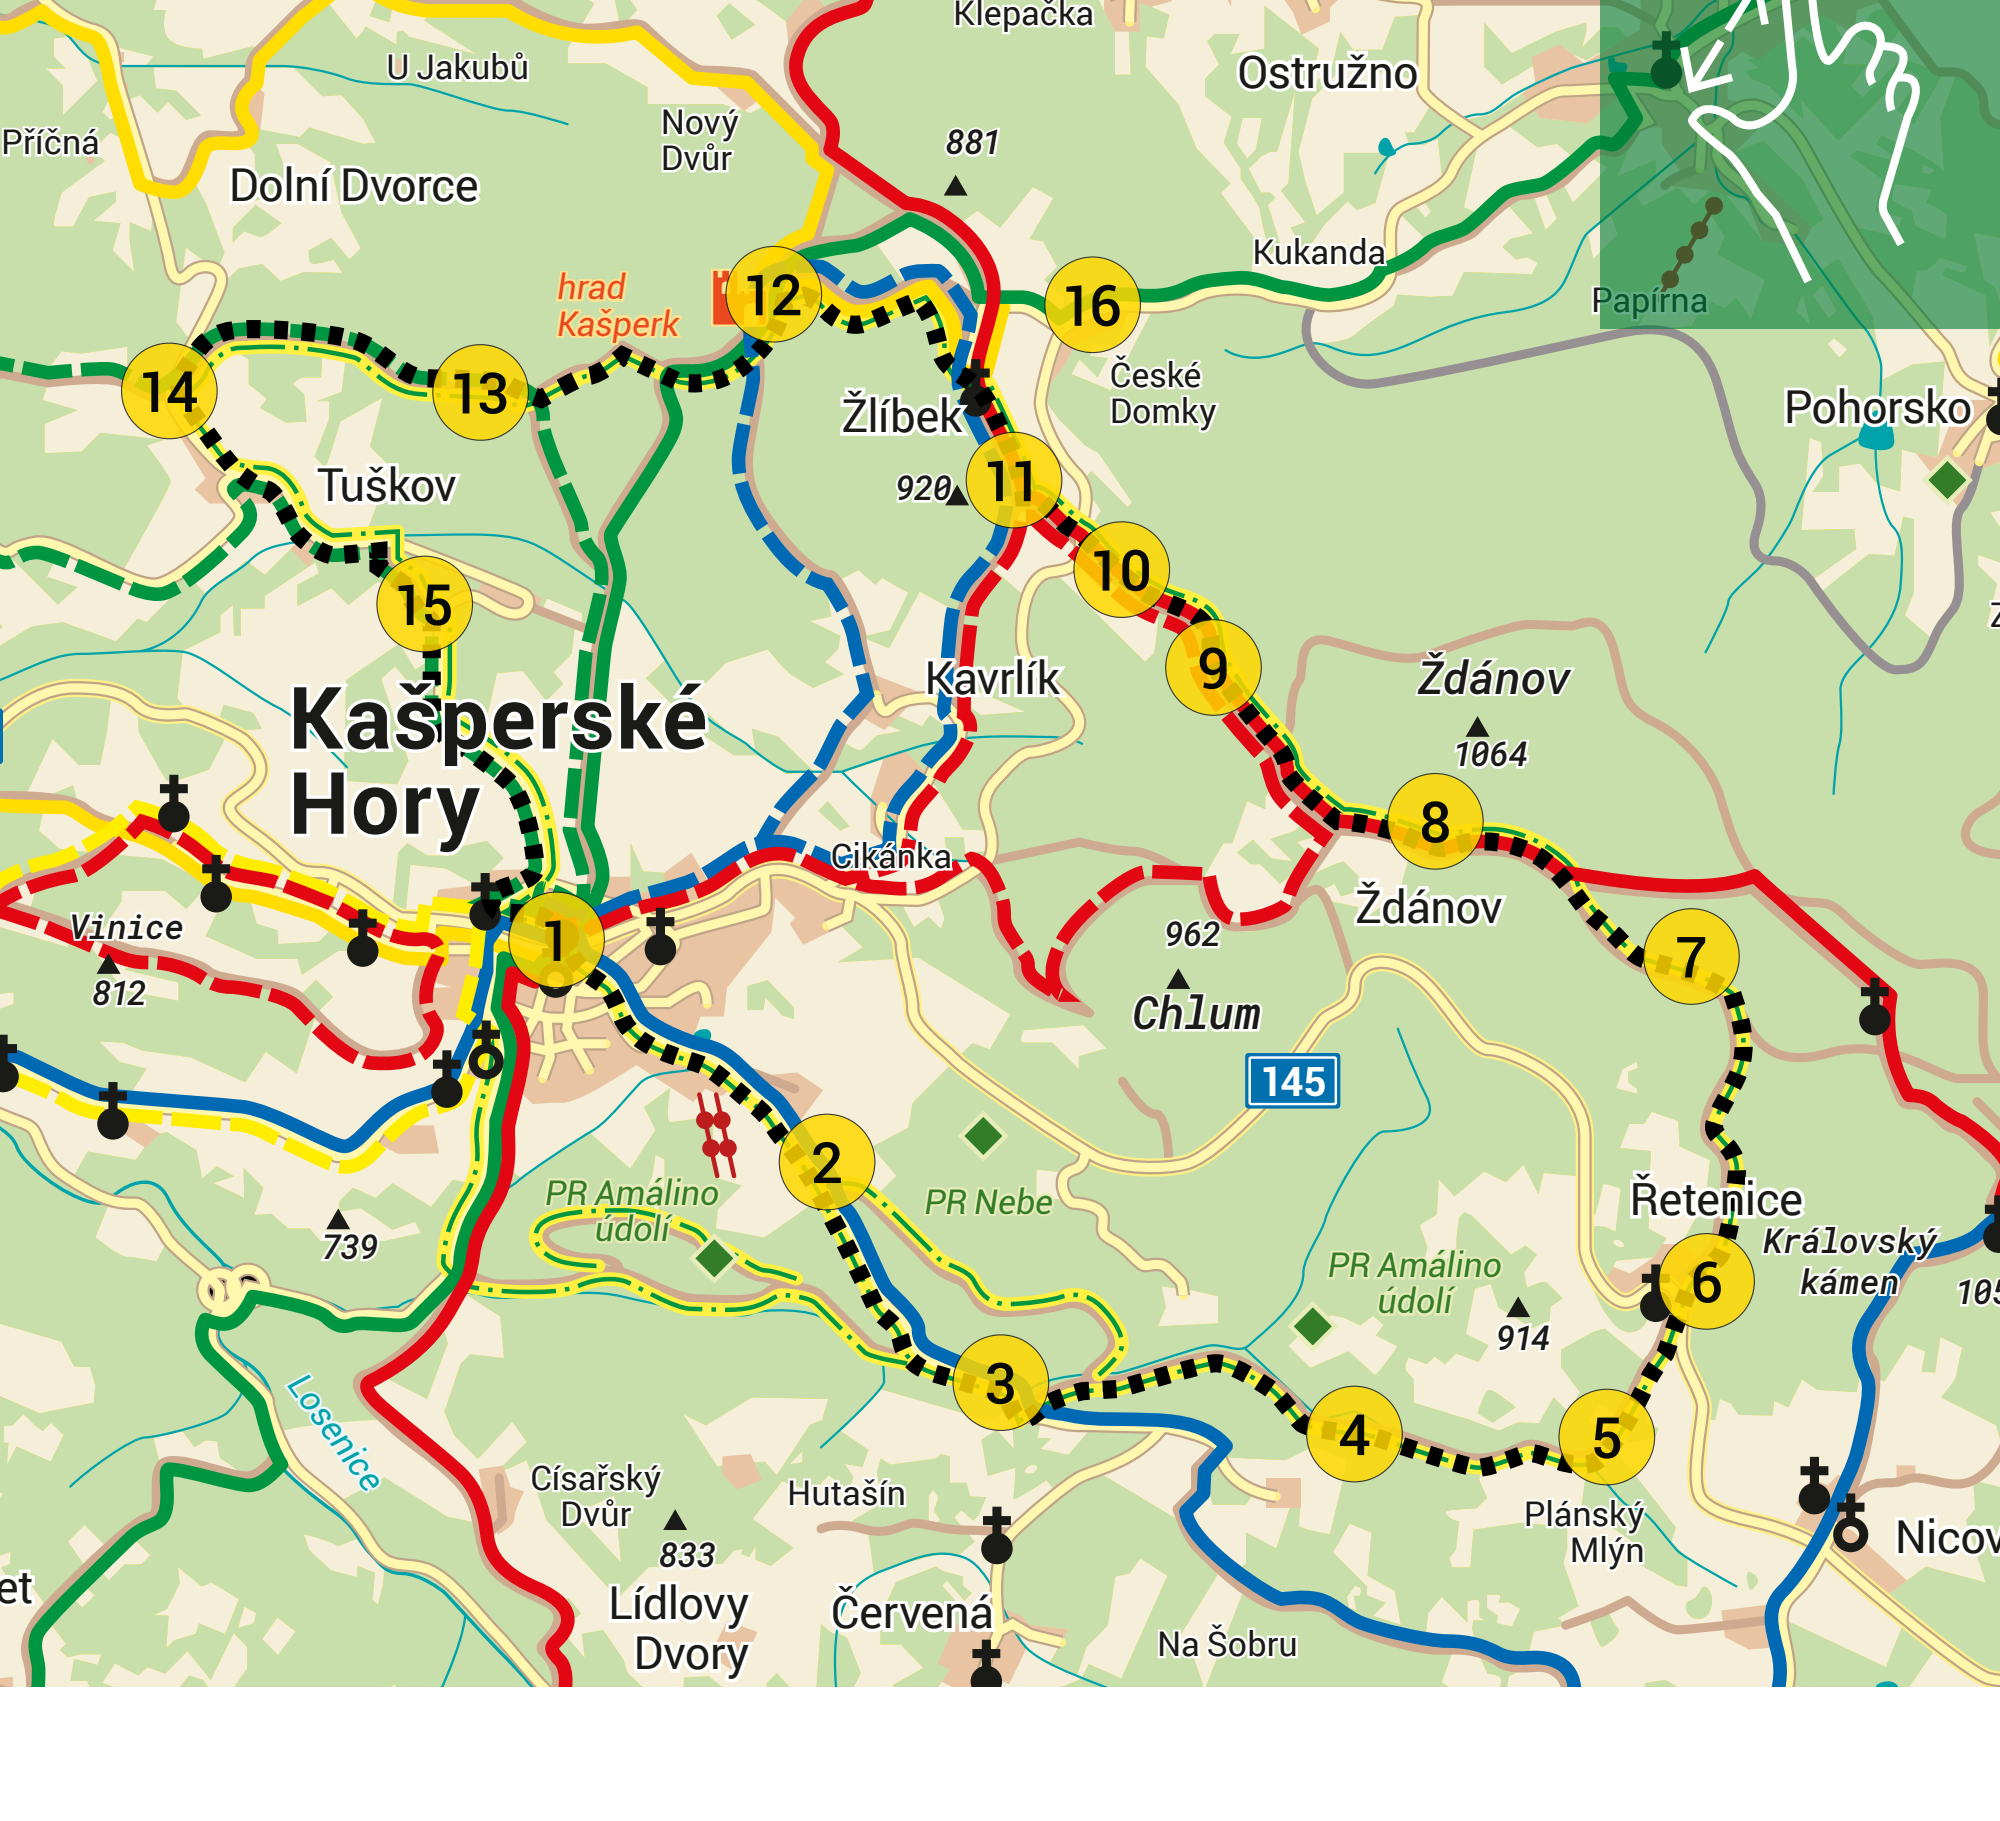 Klepačka
U Jakubů
Ostružno
Příčná
Nový
Dvůr
881
Dolní Dvorce
Kukanda
hrad
Kašperk
12
16
Papírna
14
13
České
Domky
Žlíbek
Pohorsko
Tuškov
920
11
10
15
9
Kavrlík
Ždánov
1064
Kašperské
Hory
8
Cikánka
Ždánov
Vinice
812
1
962
Chlum
7
145
2
PR Amálino
údolí
PR Nebe
739
Řetenice
Královský
kámen
PR Amálino
údolí
6
914
105
3
Losenice
4
5
Císařský
Dvůr
833
Hutašín
Plánský
Mlýn
Nicov
et
Lídlovy
Dvory
Červená
Na Šobru